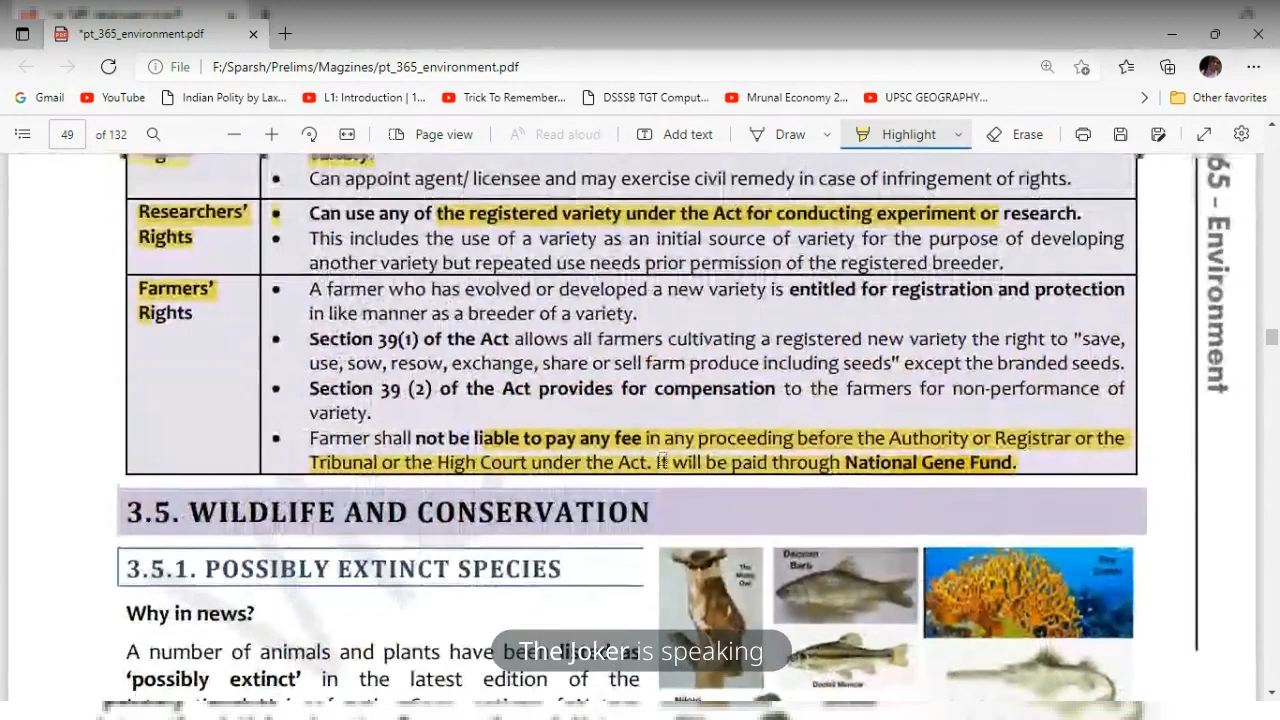 *pt_365_environment.pdf
File F:/Sparsh/Prelims/Magzines/pt_365_environment.pdf
Gmail YouTube Indian Polity by Lax... L1: Introduction | 1... Trick To Remember... DSSSB TGT Comput... Mrunal Economy 2... UPSC GEOGRAPHY... Other favorites
49 of 132 Page view Read aloud Add text Draw Highlight Erase
variety.
• Can appoint agent/ licensee and may exercise civil remedy in case of infringement of rights.
Researchers' Rights
• Can use any of the registered variety under the Act for conducting experiment or research.
• This includes the use of a variety as an initial source of variety for the purpose of developing
another variety but repeated use needs prior permission of the registered breeder.
Farmers' Rights
• A farmer who has evolved or developed a new variety is entitled for registration and protection
in like manner as a breeder of a variety.
• Section 39(1) of the Act allows all farmers cultivating a registered new variety the right to "save,
use, sow, resow, exchange, share or sell farm produce including seeds" except the branded seeds.
• Section 39 (2) of the Act provides for compensation to the farmers for non-performance of
variety.
• Farmer shall not be liable to pay any fee in any proceeding before the Authority or Registrar or the
Tribunal or the High Court under the Act. It will be paid through National Gene Fund.
65 - Environment
3.5. WILDLIFE AND CONSERVATION
3.5.1. POSSIBLY EXTINCT SPECIES
Why in news?
A number of animals and plants have been as
'possibly extinct' in the latest edition of the
The Joker is speaking